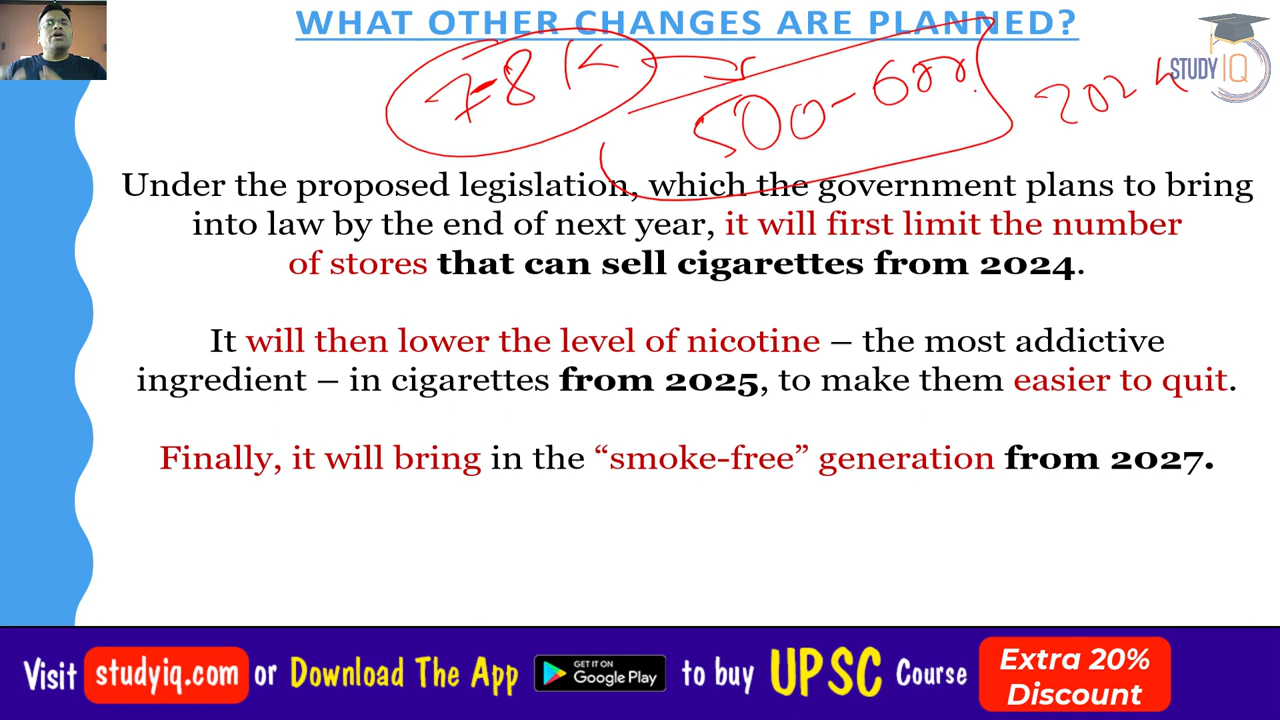 WHAT OTHER CHANGES ARE PLANNED?
STUDY IQ
7-8K
500-600
2024
Under the proposed legislation, which the government plans to bring
into law by the end of next year, it will first limit the number
of stores that can sell cigarettes from 2024.
It will then lower the level of nicotine – the most addictive
ingredient – in cigarettes from 2025, to make them easier to quit.
Finally, it will bring in the “smoke-free” generation from 2027.
Visit studyiq.com or Download The App GET IT ON Google Play to buy UPSC Course
Extra 20%
Discount